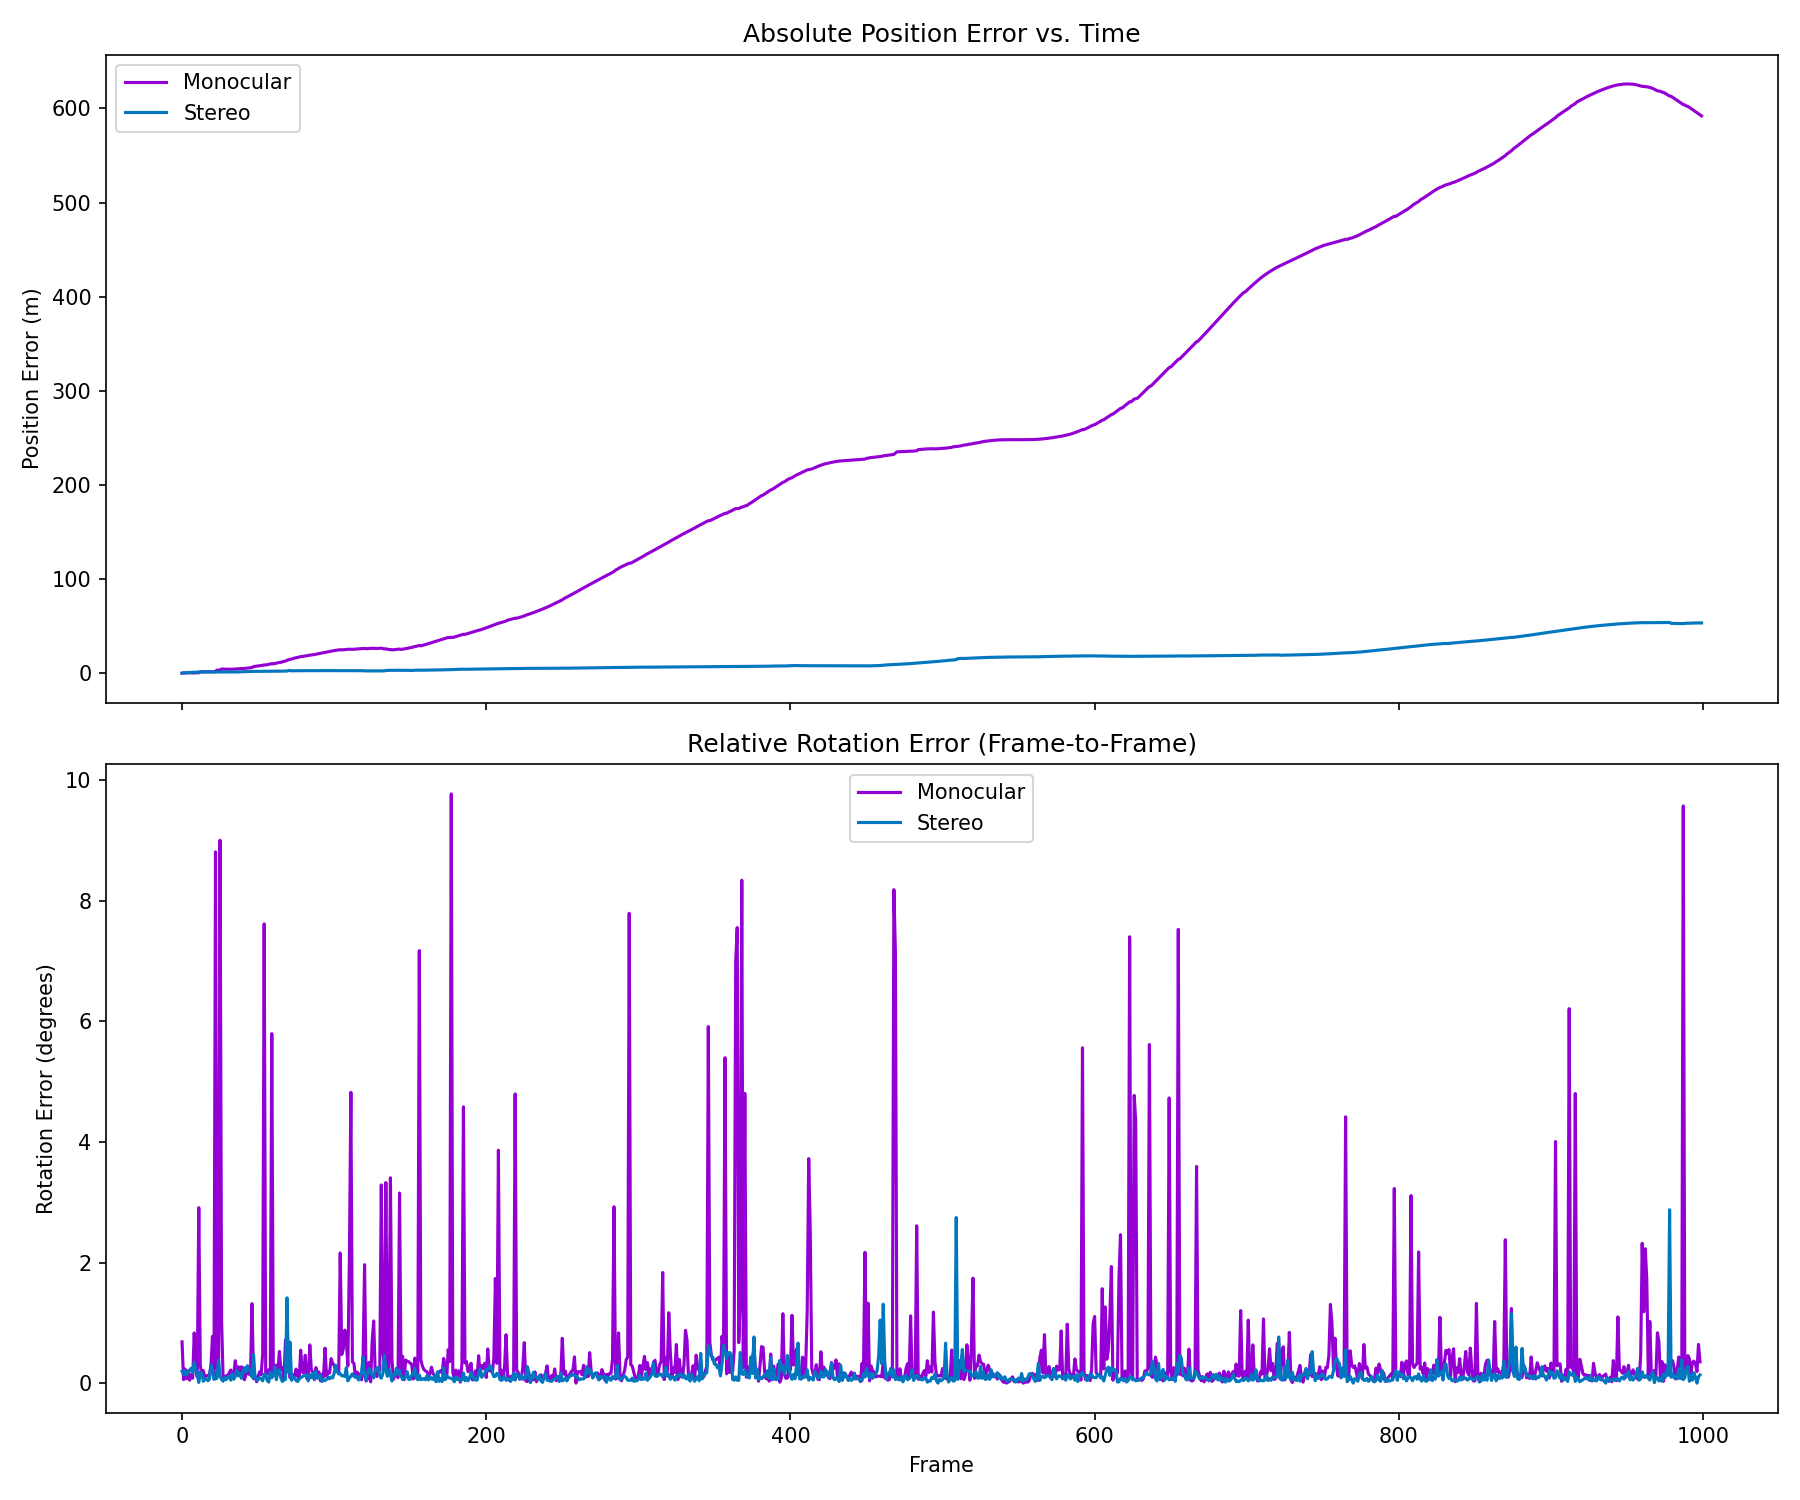 Absolute Position Error vs. Time
Monocular
Stereo
Position Error (m)
600
500
400
300
200
100
0
Relative Rotation Error (Frame-to-Frame)
Monocular
Stereo
Rotation Error (degrees)
10
8
6
4
2
0
0 200 400 600 800 1000
Frame